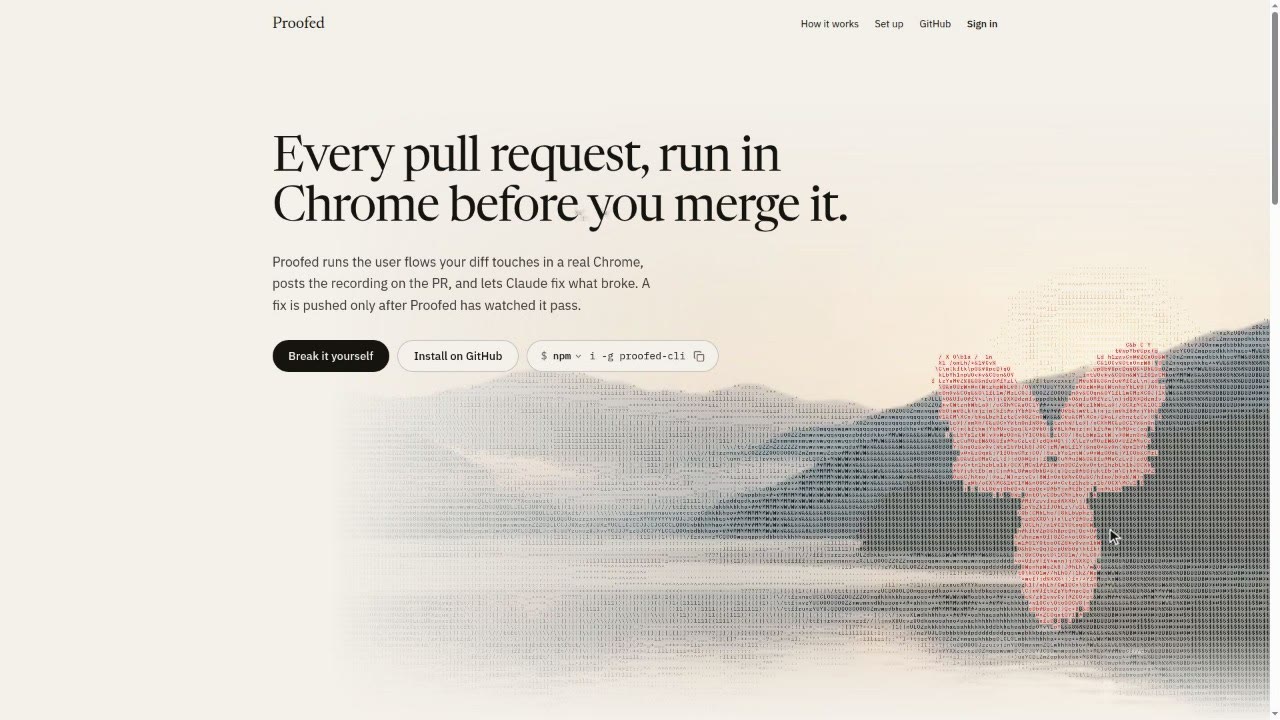 Proofed
How it works
Set up
GitHub
Sign in
Every pull request, run in
Chrome before you merge it.
Proofed runs the user flows your diff touches in a real Chrome,
posts the recording on the PR, and lets Claude fix what broke. A
fix is pushed only after Proofed has watched it pass.
Break it yourself
Install on GitHub
$ npm i -g proofed-cli